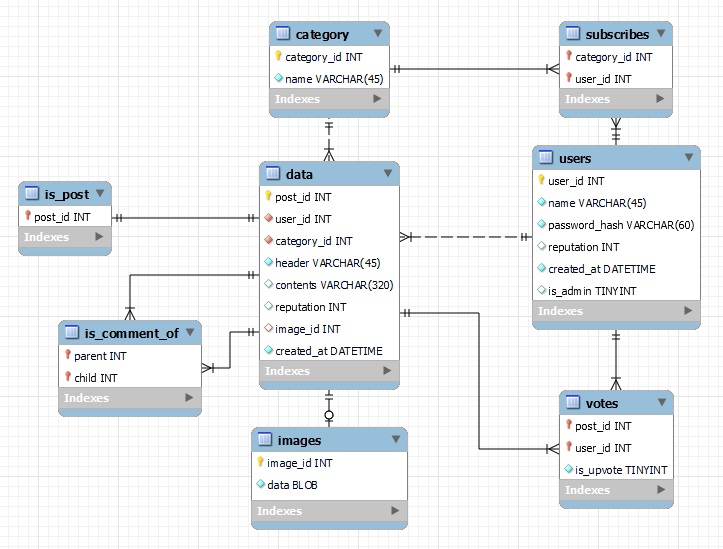 category
category_id INT
name VARCHAR(45)
Indexes
subscribes
category_id INT
user_id INT
Indexes
is_post
post_id INT
Indexes
data
post_id INT
user_id INT
category_id INT
header VARCHAR(45)
contents VARCHAR(320)
reputation INT
image_id INT
created_at DATETIME
Indexes
users
user_id INT
name VARCHAR(45)
password_hash VARCHAR(60)
reputation INT
created_at DATETIME
is_admin TINYINT
Indexes
is_comment_of
parent INT
child INT
Indexes
images
image_id INT
data BLOB
Indexes
votes
post_id INT
user_id INT
is_upvote TINYINT
Indexes